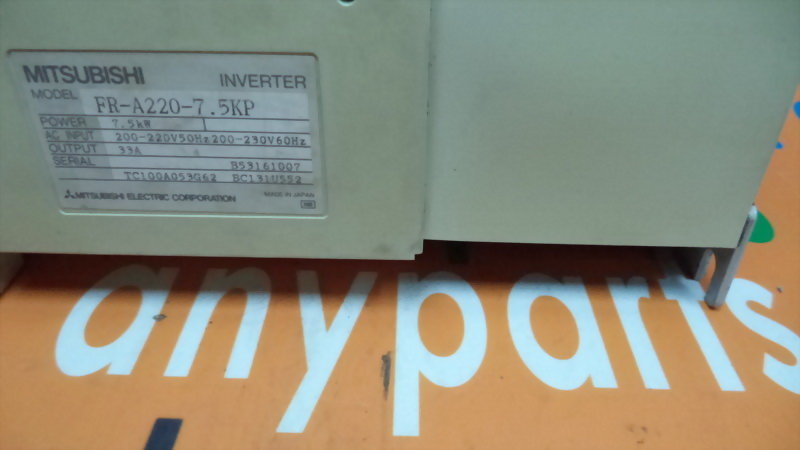 MITSUBISHI INVERTER
MODEL FR-A220-7.5KP
POWER 7.5kW
AC INPUT 200-220V50Hz 200-230V60Hz
OUTPUT 33A
SERIAL B53161007
TC100A053G62 BC131U552
MITSUBISHI ELECTRIC CORPORATION MADE IN JAPAN
anyparts